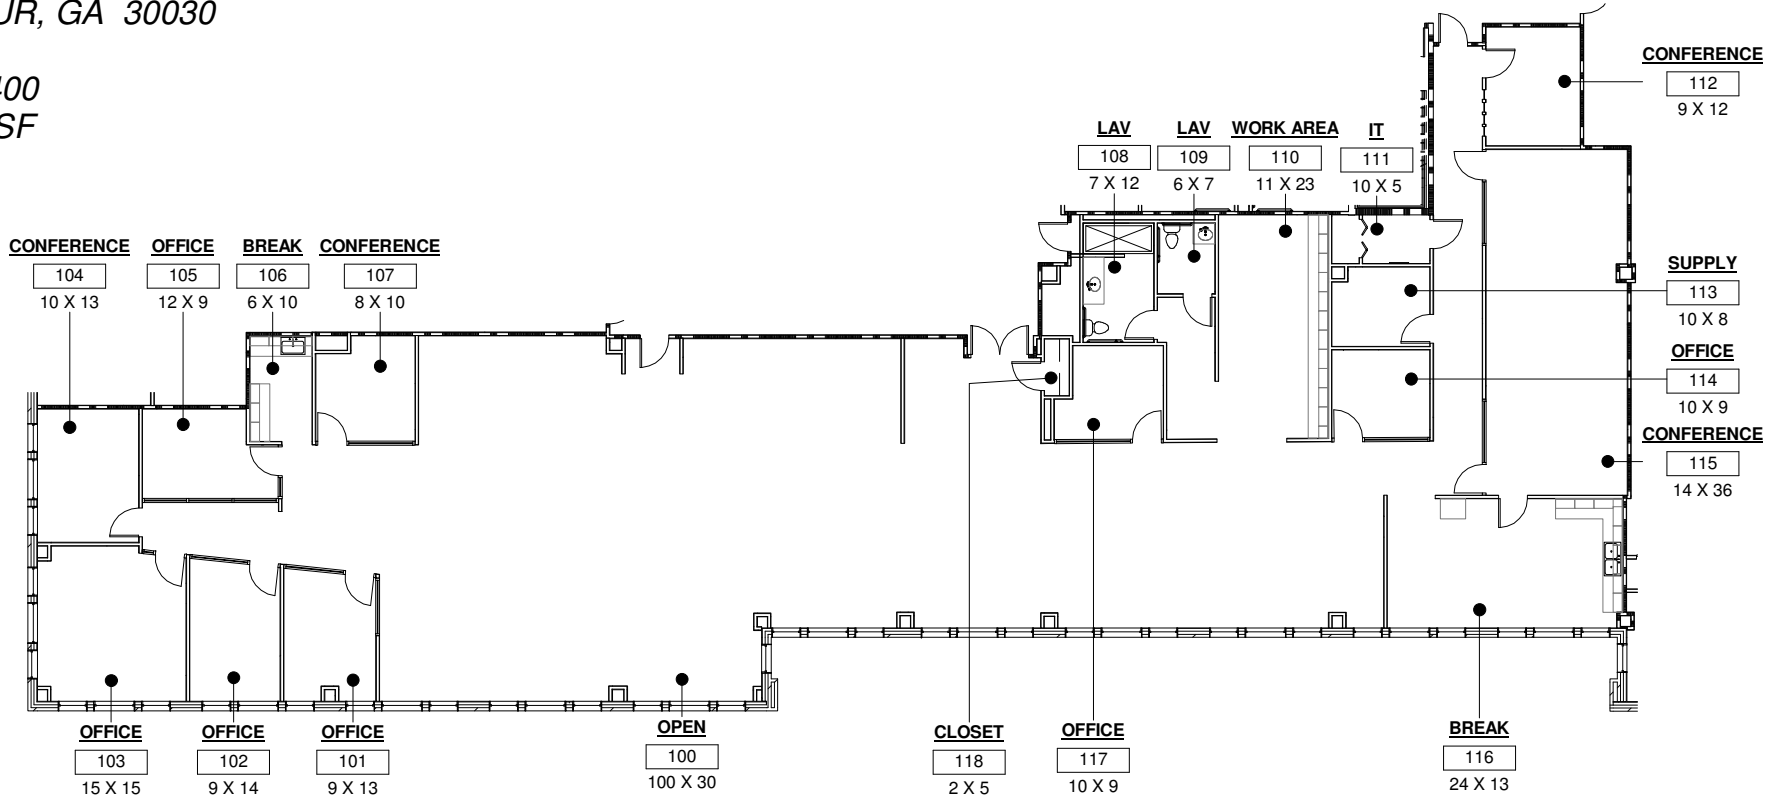 GA 30030
SF
CONFERENCE
112
9 X 12
LAV
108
7 X 12
LAV
109
6 X 7
WORK AREA
110
11 X 23
IT
111
10 X 5
CONFERENCE
104
10 X 13
OFFICE
105
12 X 9
BREAK
106
6 X 10
CONFERENCE
107
8 X 10
SUPPLY
113
10 X 8
OFFICE
114
10 X 9
CONFERENCE
115
14 X 36
OFFICE
103
15 X 15
OFFICE
102
9 X 14
OFFICE
101
9 X 13
OPEN
100
100 X 30
CLOSET
118
2 X 5
OFFICE
117
10 X 9
BREAK
116
24 X 13